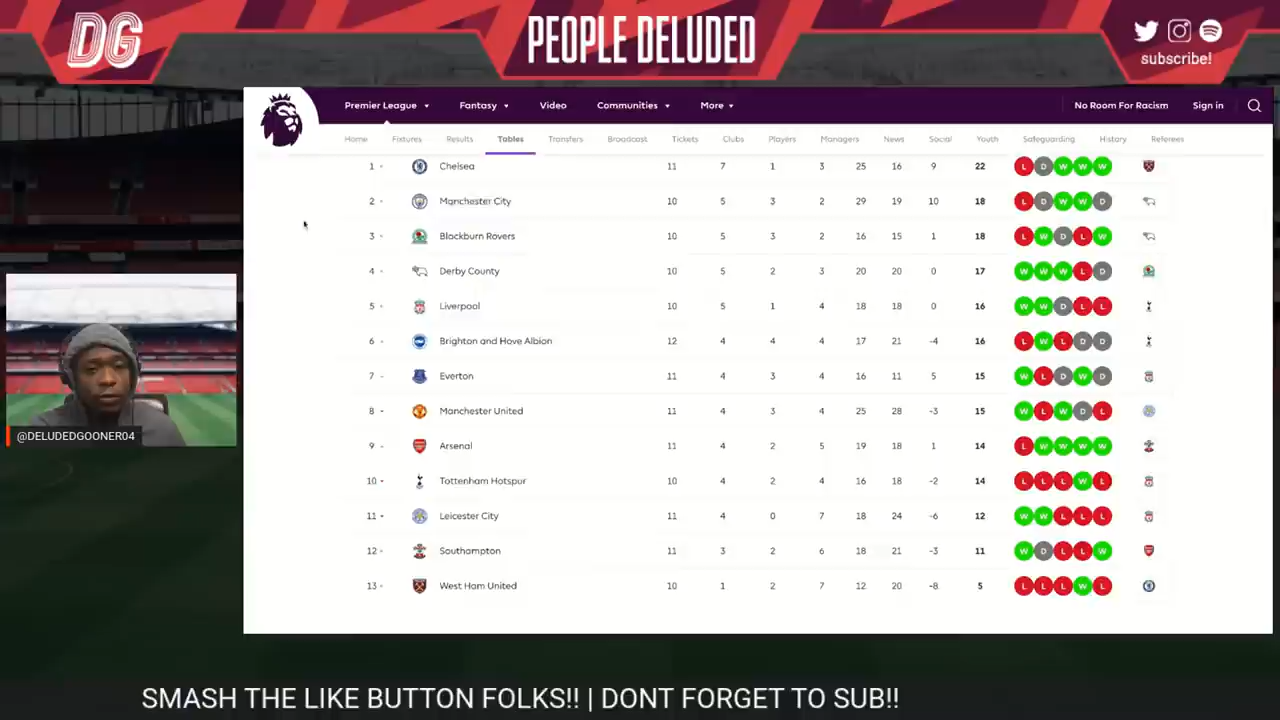 DG
PEOPLE DELUDED
subscribe!
Premier League Fantasy Video Communities More No Room For Racism Sign in
Home Fixtures Results Tables Transfers Broadcast Tickets Clubs Players Managers News Social Youth Safeguarding History Referees
1 Chelsea 11 7 1 3 25 16 9 22 L D W W W
2 Manchester City 10 5 3 2 29 19 10 18 L D W W D
3 Blackburn Rovers 10 5 3 2 16 15 1 18 L W D L W
4 Derby County 10 5 2 3 20 20 0 17 W W W L D
5 Liverpool 10 5 1 4 18 18 0 16 W W D L L
6 Brighton and Hove Albion 12 4 4 4 17 21 -4 16 L W L D D
7 Everton 11 4 3 4 16 11 5 15 W L D W D
8 Manchester United 11 4 3 4 25 28 -3 15 W L W D L
9 Arsenal 11 4 2 5 19 18 1 14 L W W W W
10 Tottenham Hotspur 10 4 2 4 16 18 -2 14 L L L W L
11 Leicester City 11 4 0 7 18 24 -6 12 W W L L L
12 Southampton 11 3 2 6 18 21 -3 11 W D L L W
13 West Ham United 10 1 2 7 12 20 -8 5 L L L W L
@DELUDEDGOONER04
SMASH THE LIKE BUTTON FOLKS!! | DONT FORGET TO SUB!!